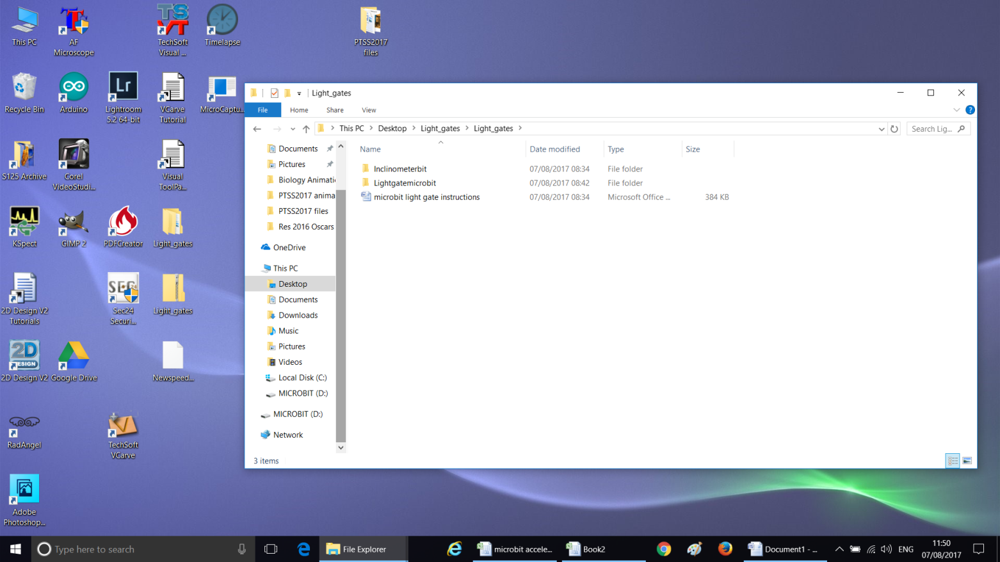 This PC
AF
Microscope
TSVT
TechSoft
Visual ...
Timelapse
PTSS2017
files
Recycle Bin
Arduino
Lr
Lightroom
5.2 64-bit
VCarve
Tutorial
MicroCaptu...
S125 Archive
Corel
VideoStudi...
Visual
ToolPa...
KSpect
GIMP 2
PDFCreator
Light_gates
2D Design V2
Tutorials
SEC24
Sec24
Securi...
Light_gates
2D
DESIGN
2D Design V2
Google Drive
Newspeed...
RadAngel
TechSoft
VCarve
Adobe
Photoshop...
Light_gates
File
Home
Share
View
This PC > Desktop > Light_gates > Light_gates >
Search Lig...
Documents
Pictures
Biology Animati
PTSS2017 anima
PTSS2017 files
Res 2016 Oscars
OneDrive
This PC
Desktop
Documents
Downloads
Music
Pictures
Videos
Local Disk (C:)
MICROBIT (D:)
MICROBIT (D:)
Network
Name Date modified Type Size
Inclinometerbit 07/08/2017 08:34 File folder
Lightgatemicrobit 07/08/2017 08:42 File folder
microbit light gate instructions 07/08/2017 08:34 Microsoft Office ... 384 KB
3 items
Type here to search
File Explorer
microbit accele...
Book2
Document1 - ...
ENG
11:50
07/08/2017